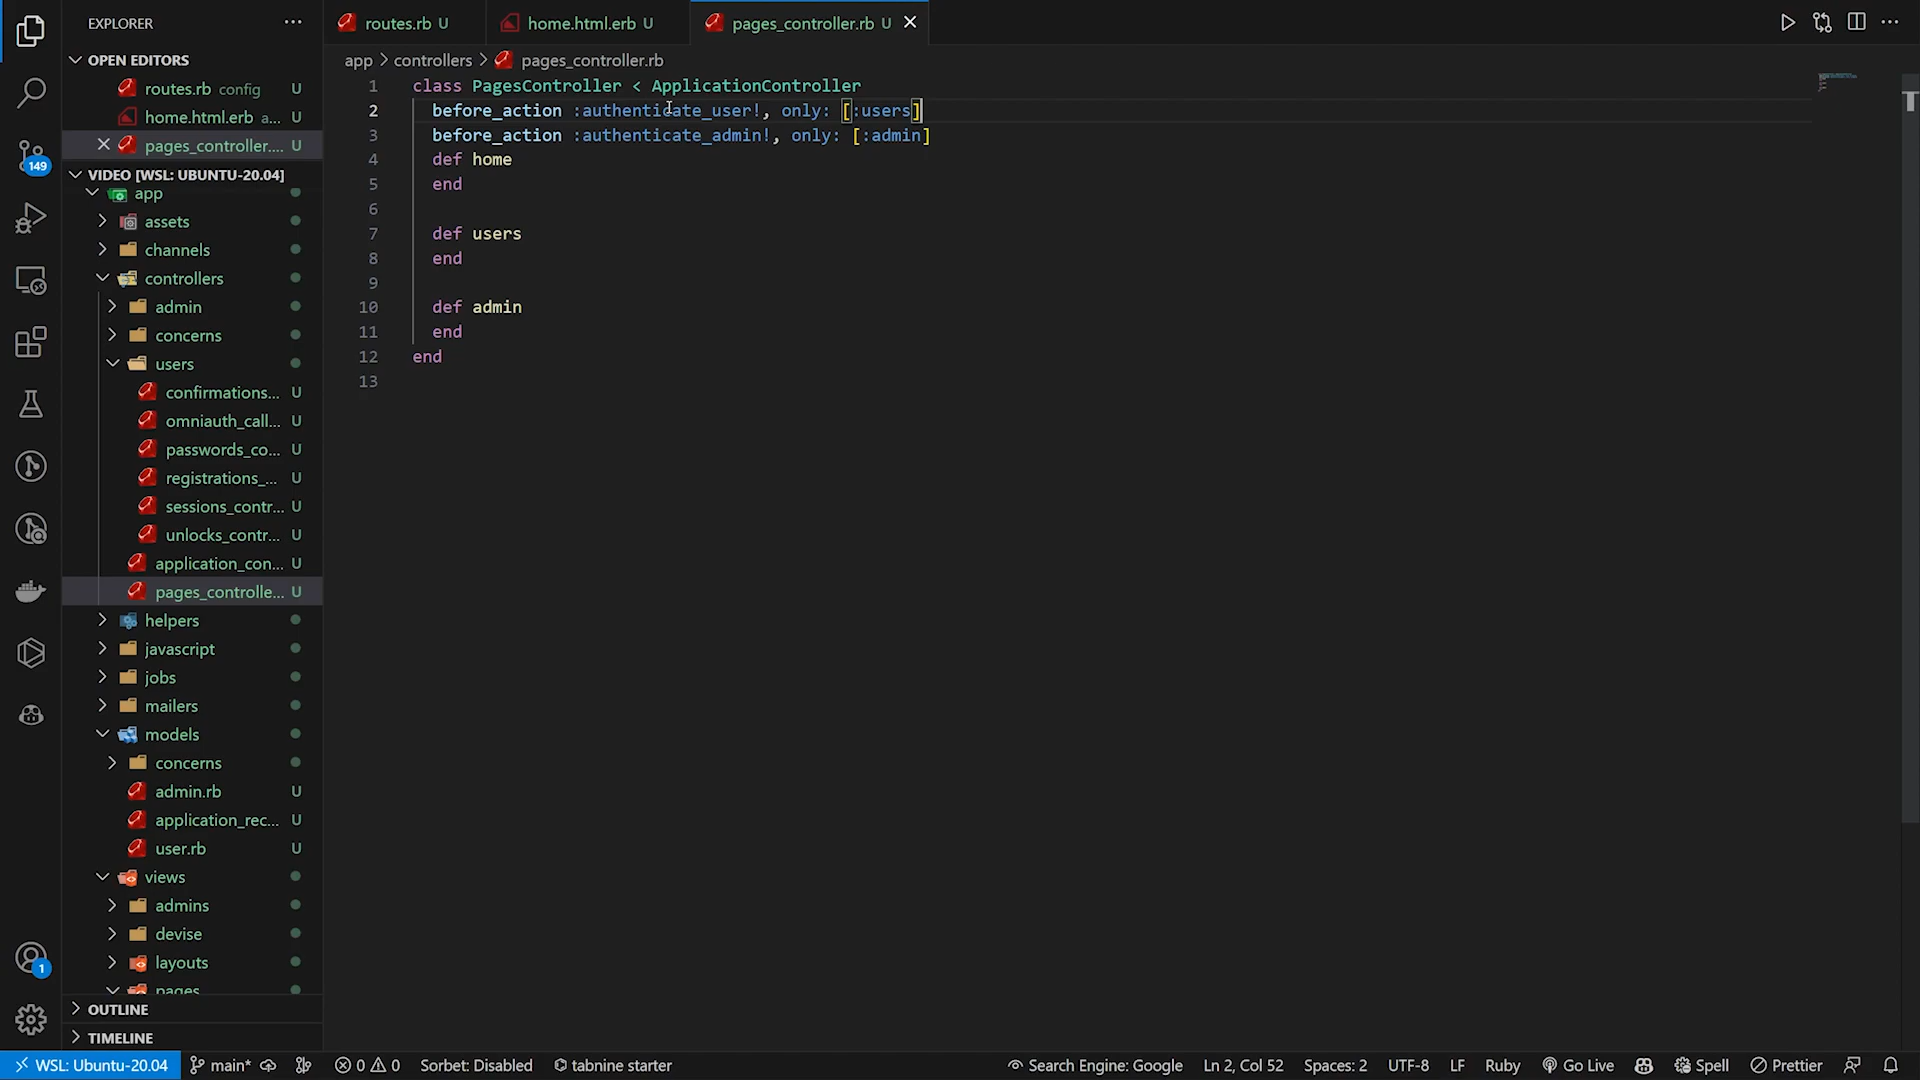 EXPLORER
OPEN EDITORS
routes.rb config U
home.html.erb a... U
pages_controller.... U
VIDEO [WSL: UBUNTU-20.04]
app
assets
channels
controllers
admin
concerns
users
confirmations... U
omniauth_call... U
passwords_co... U
registrations_... U
sessions_contr... U
unlocks_contr... U
application_con... U
pages_controlle... U
helpers
javascript
jobs
mailers
models
concerns
admin.rb U
application_rec... U
user.rb U
views
admins
devise
layouts
pages
OUTLINE
TIMELINE
149
1
routes.rb U
home.html.erb U
pages_controller.rb U
app > controllers > pages_controller.rb
1 class PagesController < ApplicationController
2 before_action :authenticate_user!, only: [:users]
3 before_action :authenticate_admin!, only: [:admin]
4 def home
5 end
6
7 def users
8 end
9
10 def admin
11 end
12 end
13
WSL: Ubuntu-20.04 main* 0 0 Sorbet: Disabled tabnine starter Search Engine: Google Ln 2, Col 52 Spaces: 2 UTF-8 LF Ruby Go Live Spell Prettier